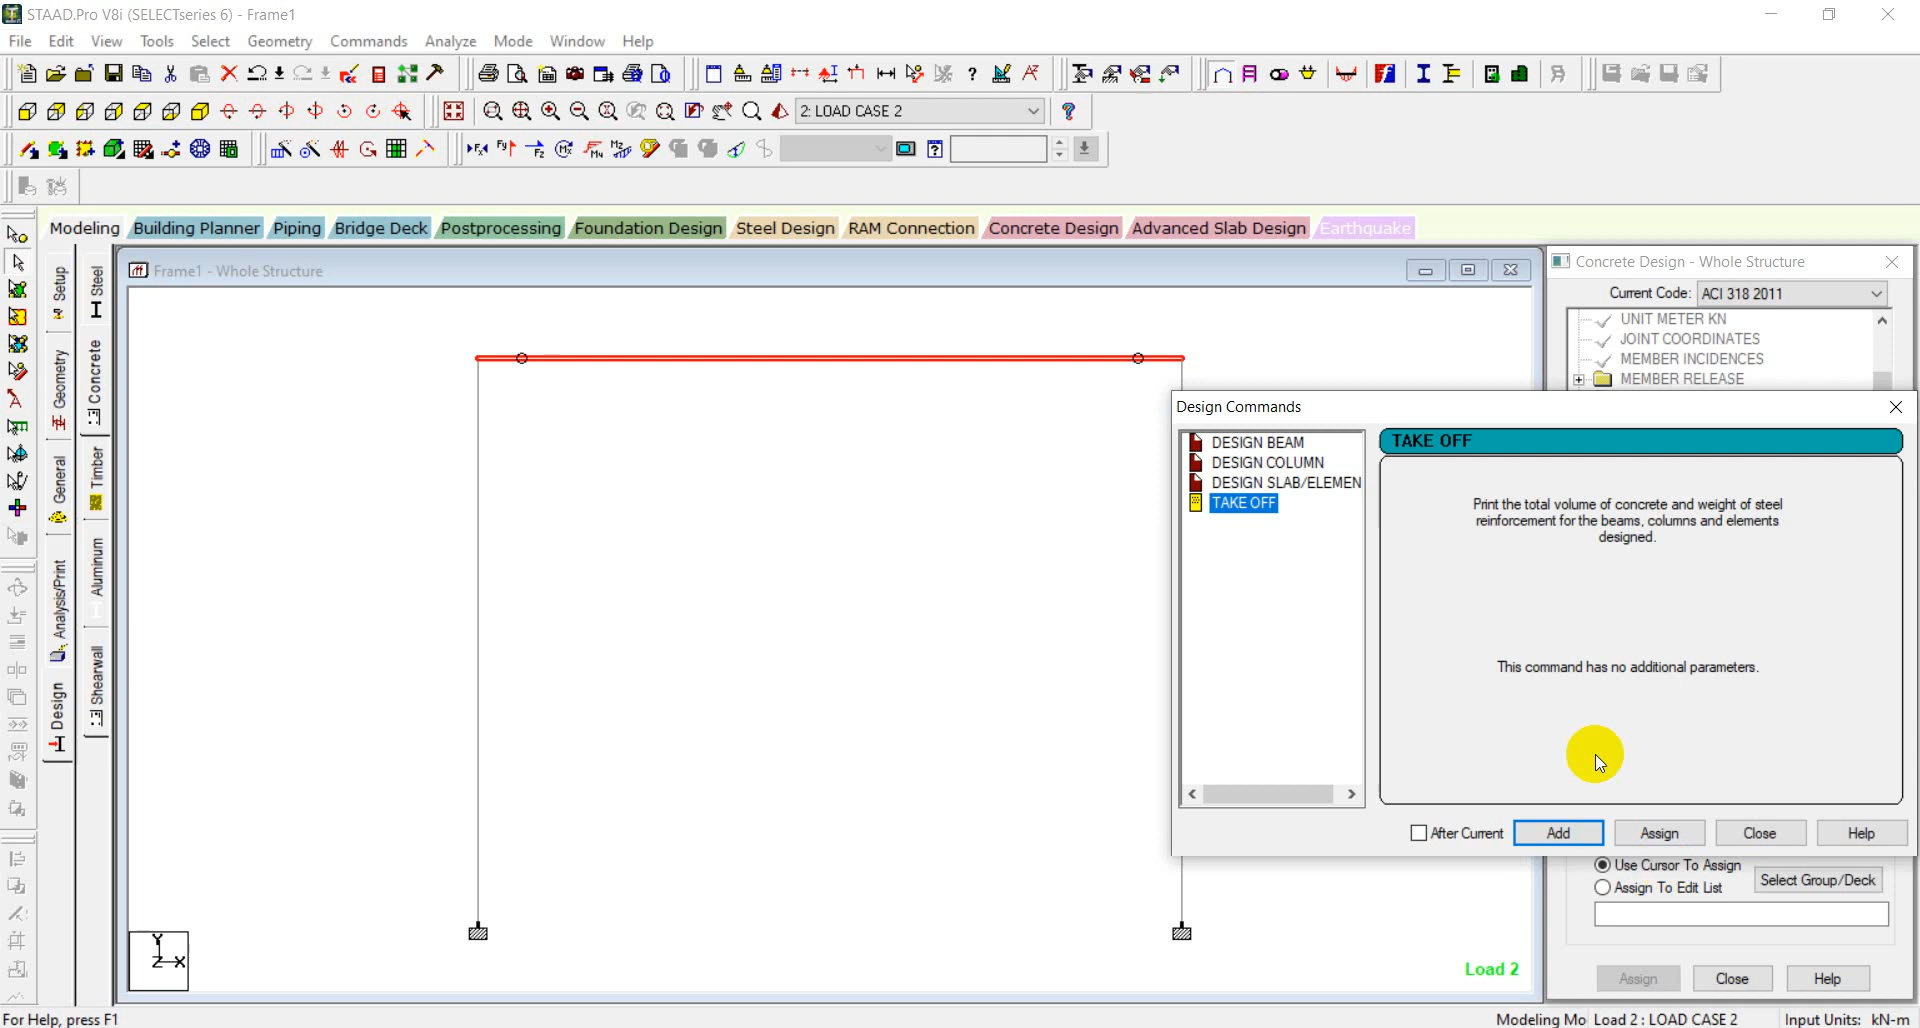 STAAD.Pro V8i (SELECTseries 6) - Frame1
File Edit View Tools Select Geometry Commands Analyze Mode Window Help
2: LOAD CASE 2
Modeling Building Planner Piping Bridge Deck Postprocessing Foundation Design Steel Design RAM Connection Concrete Design Advanced Slab Design Earthquake
Setup
Geometry
General
Analysis/Print
Design
Steel
Concrete
Timber
Aluminum
Shearwall
Frame1 - Whole Structure
Y
Z X
Load 2
Concrete Design - Whole Structure
Current Code: ACI 318 2011
UNIT METER KN
JOINT COORDINATES
MEMBER INCIDENCES
MEMBER RELEASE
Design Commands
DESIGN BEAM
DESIGN COLUMN
DESIGN SLAB/ELEMEN
TAKE OFF
TAKE OFF
Print the total volume of concrete and weight of steel
reinforcement for the beams, columns and elements
designed.
This command has no additional parameters.
After Current Add Assign Close Help
Use Cursor To Assign
Assign To Edit List
Select Group/Deck
Assign Close Help
For Help, press F1
Modeling Mo Load 2 : LOAD CASE 2 Input Units: kN-m